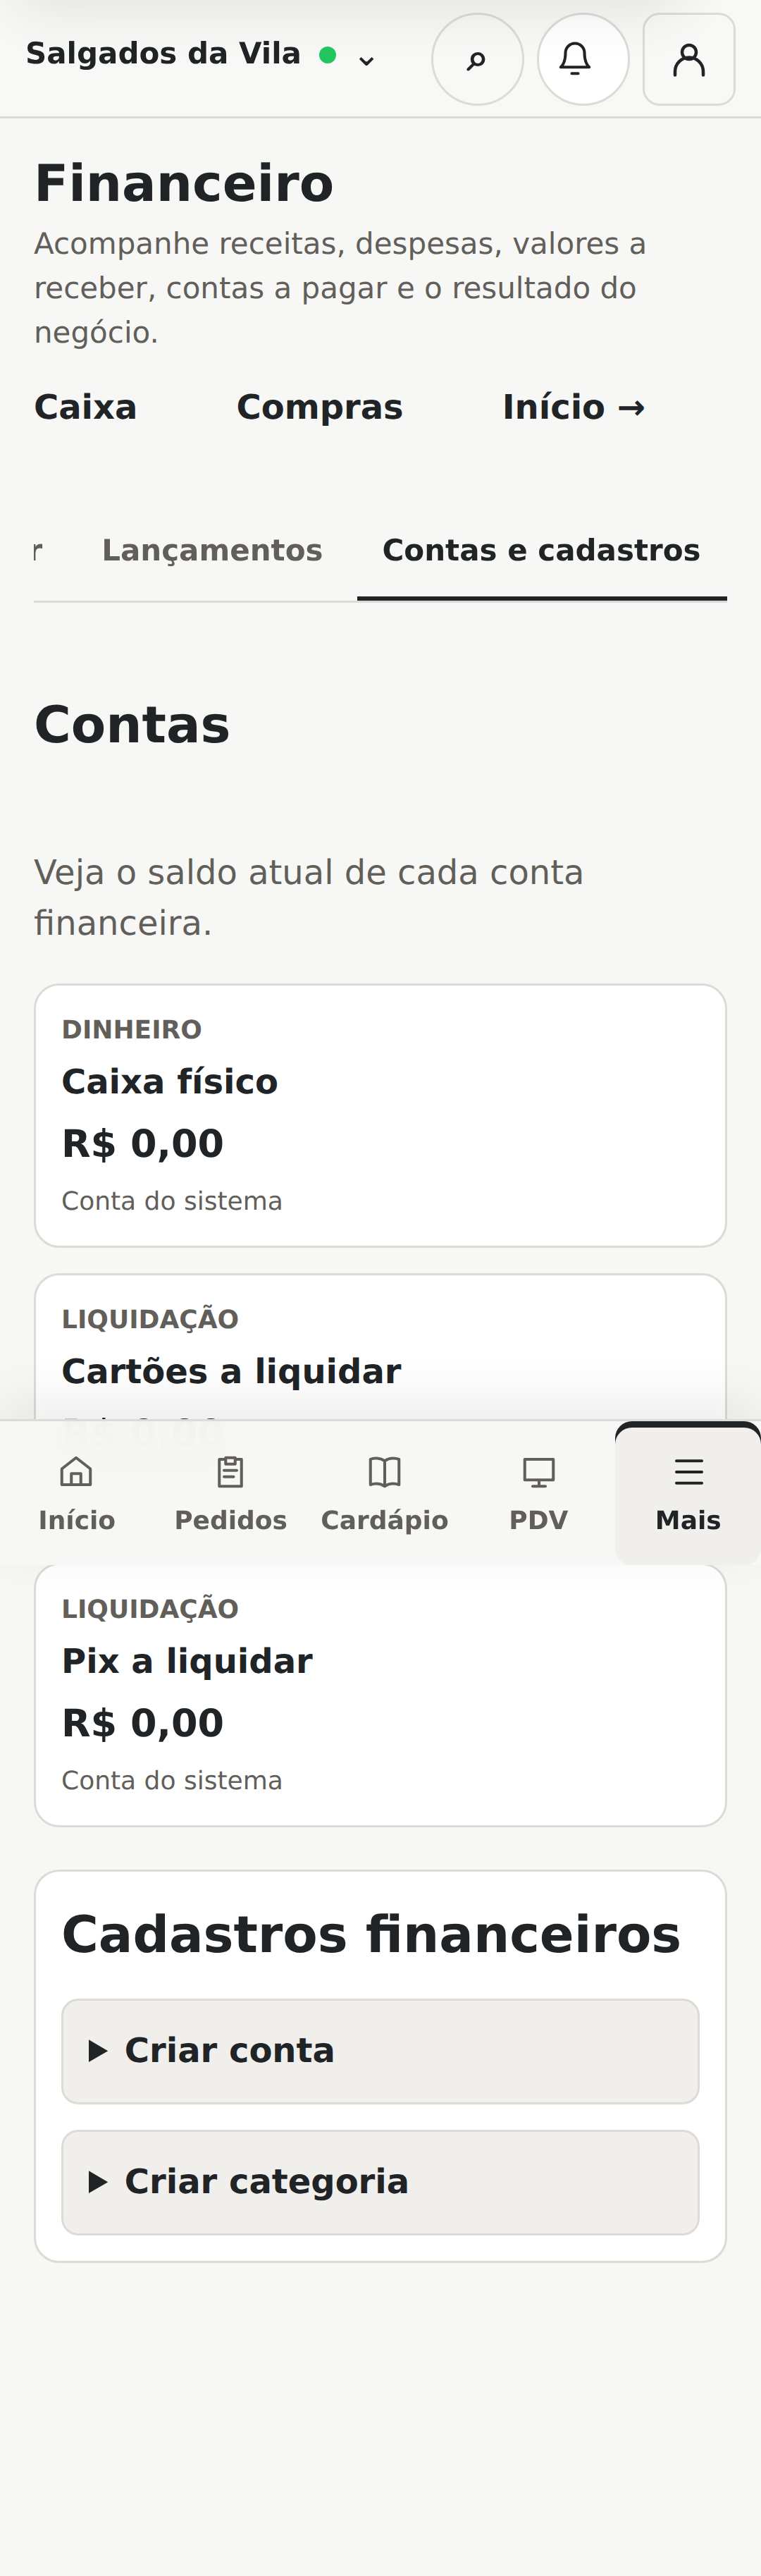 Salgados da Vila
Financeiro
Acompanhe receitas, despesas, valores a
receber, contas a pagar e o resultado do
negócio.
Caixa Compras Início →
r Lançamentos Contas e cadastros
Contas
Veja o saldo atual de cada conta
financeira.
DINHEIRO
Caixa físico
R$ 0,00
Conta do sistema
LIQUIDAÇÃO
Cartões a liquidar
R$ 0,00
Início Pedidos Cardápio PDV Mais
LIQUIDAÇÃO
Pix a liquidar
R$ 0,00
Conta do sistema
Cadastros financeiros
▶ Criar conta
▶ Criar categoria